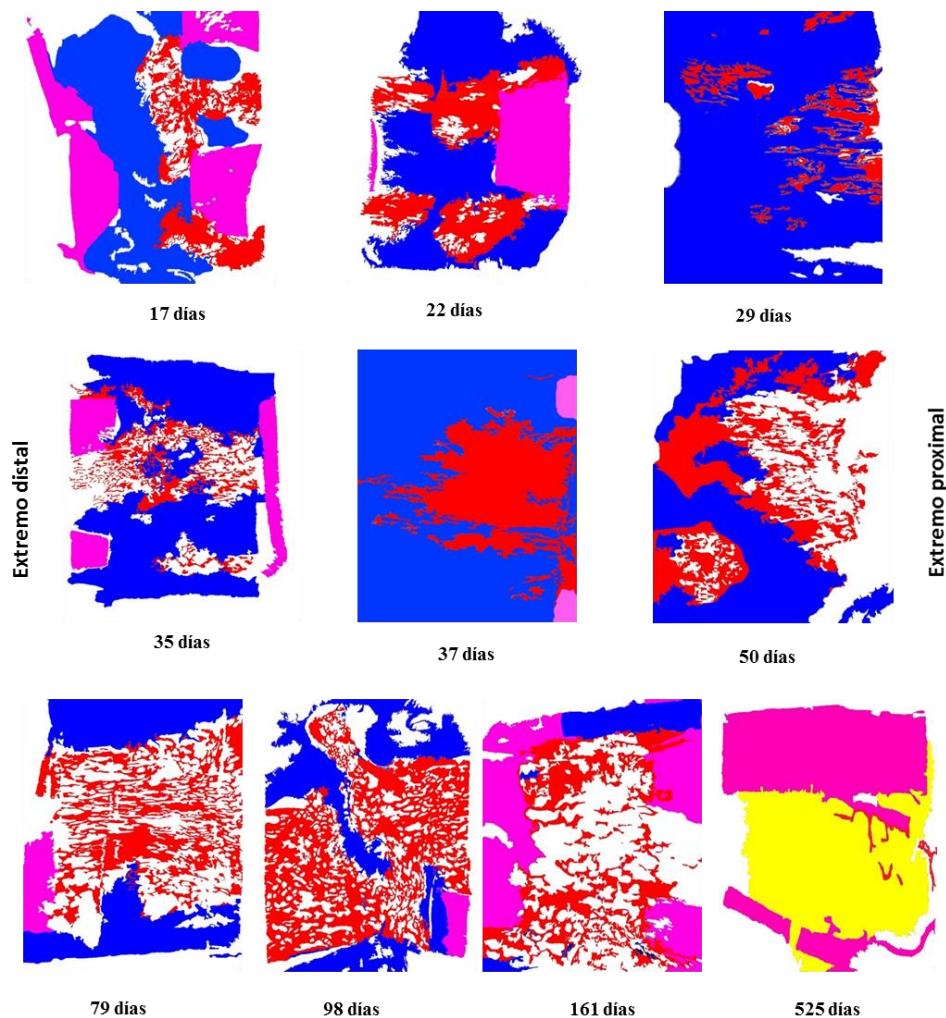 17 días
22 días
29 días
Extremo distal
Extremo proximal
35 días
37 días
50 días
79 días
98 días
161 días
525 días